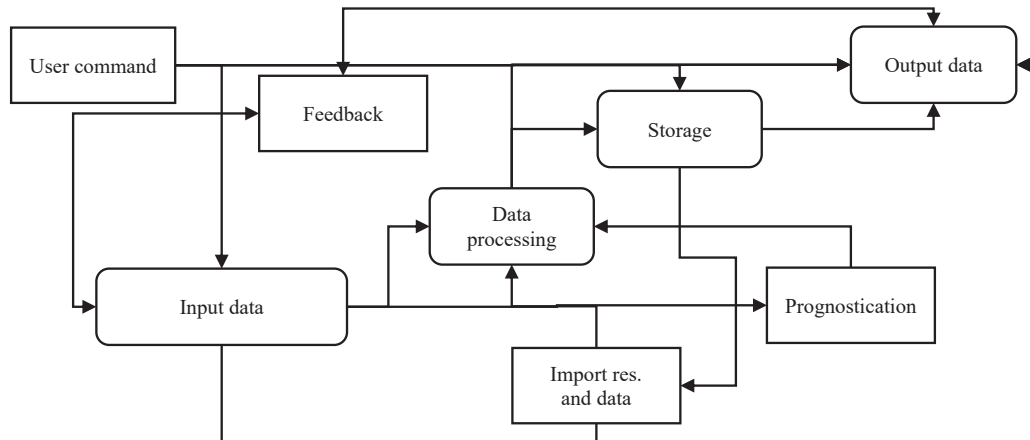 User command
Output data
Feedback
Storage
Data
processing
Input data
Prognostication
Import res.
and data